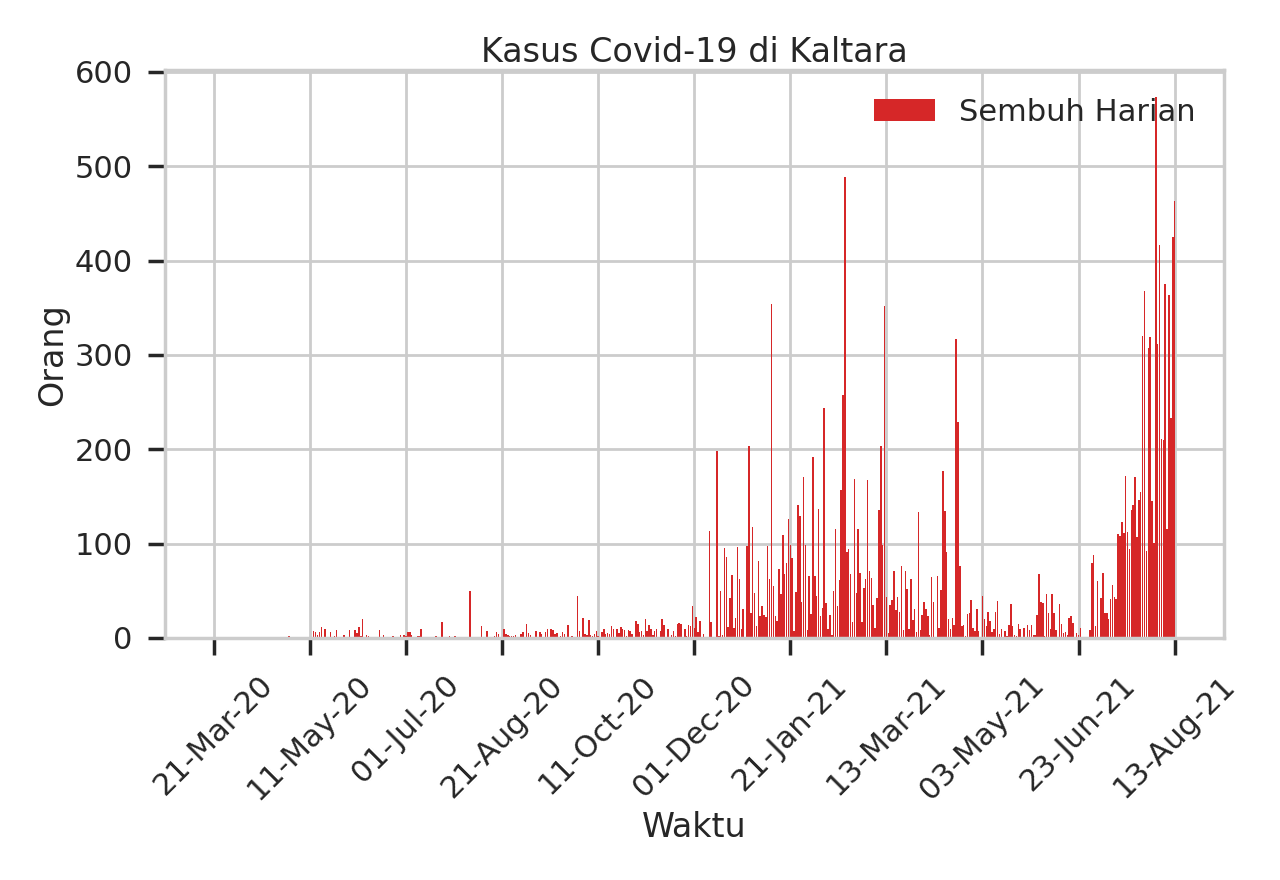 Kasus Covid-19 di Kaltara
Sembuh Harian
600
500
400
300
200
100
0
Orang
21-Mar-20
11-May-20
01-Jul-20
21-Aug-20
11-Oct-20
01-Dec-20
21-Jan-21
13-Mar-21
03-May-21
23-Jun-21
13-Aug-21
Waktu